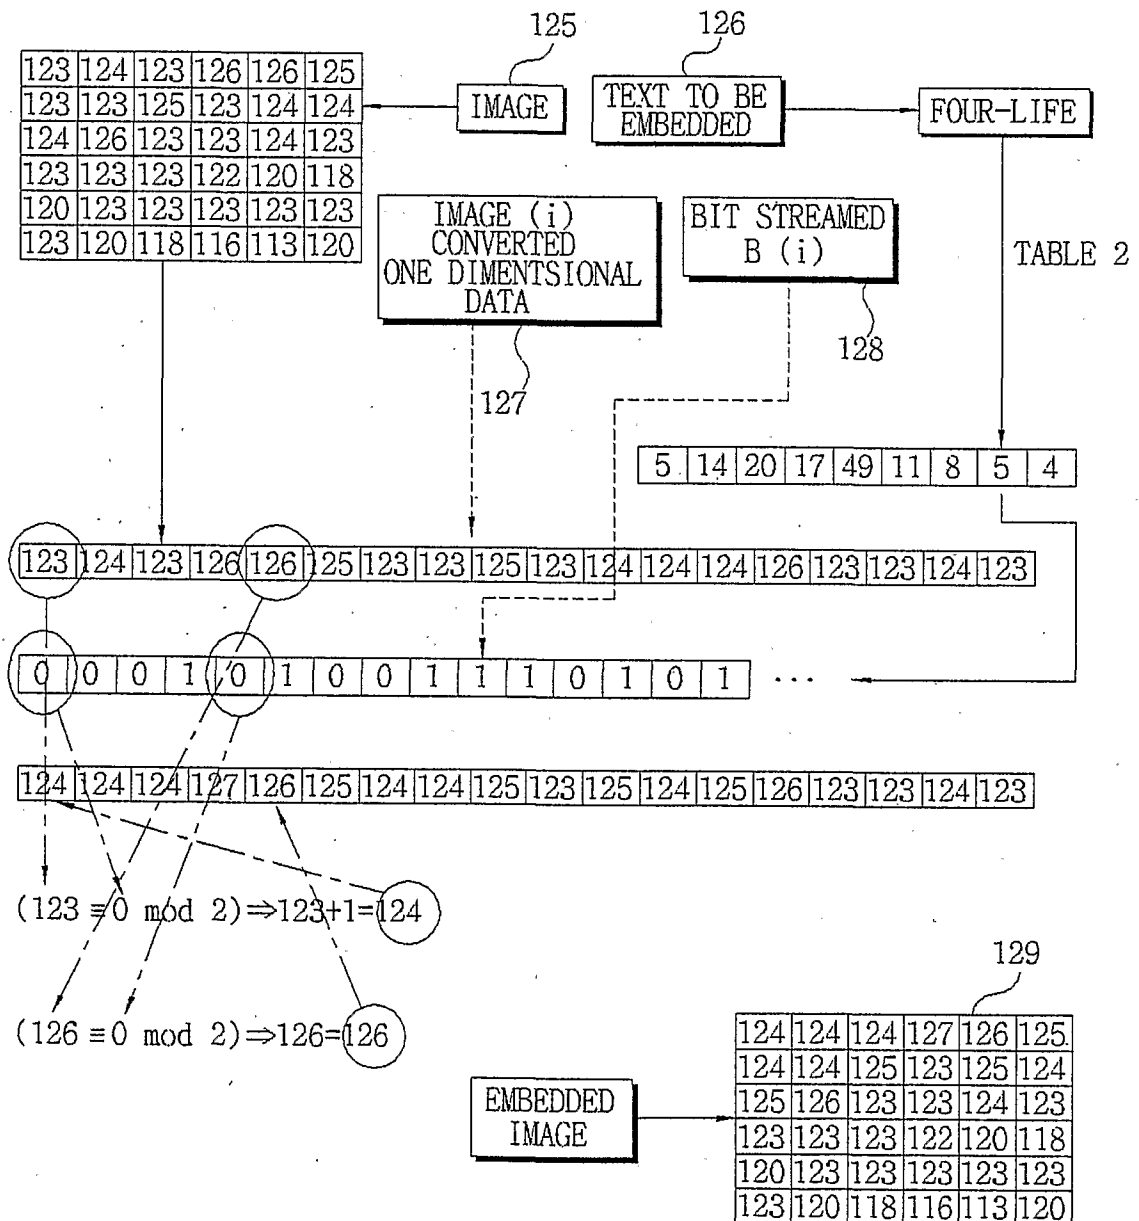 125
126
123 124 123 126 126 125
123 123 125 123 124 124
124 126 123 123 124 123
123 123 123 122 120 118
120 123 123 123 123 123
123 120 118 116 113 120
IMAGE
TEXT TO BE
EMBEDDED
FOUR-LIFE
IMAGE (i)
CONVERTED
ONE DIMENTSIONAL
DATA
BIT STREAMED
B (i)
TABLE 2
127
128
5 14 20 17 49 11 8 5 4
123 124 123 126 126 125 123 123 125 123 124 124 124 126 123 123 124 123
0 0 0 1 0 1 0 0 1 1 1 0 1 0 1 ...
124 124 124 127 126 125 124 124 125 123 125 124 125 126 123 123 124 123
(123 ≡ 0 mod 2)⇒123+1=124
(126 ≡ 0 mod 2)⇒126=126
129
EMBEDDED
IMAGE
124 124 124 127 126 125
124 124 125 123 125 124
125 126 123 123 124 123
123 123 123 122 120 118
120 123 123 123 123 123
123 120 118 116 113 120